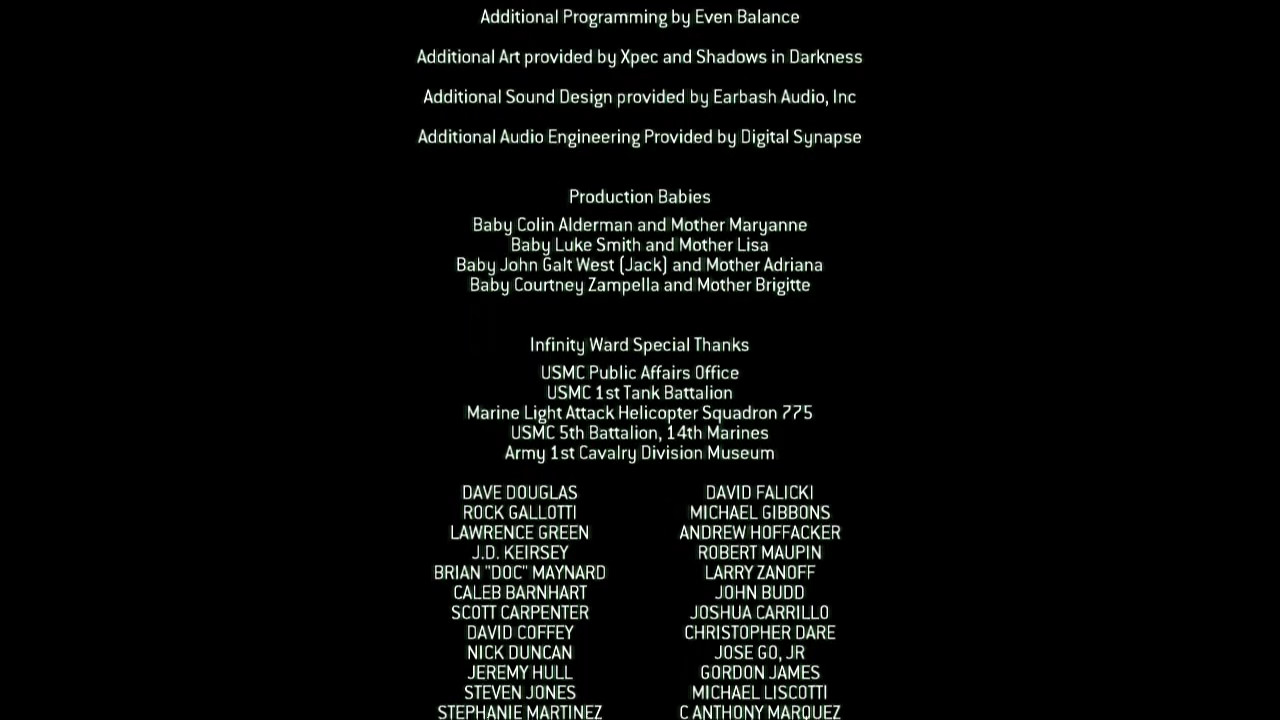 Additional Programming by Even Balance
Additional Art provided by Xpec and Shadows in Darkness
Additional Sound Design provided by Earbash Audio, Inc
Additional Audio Engineering Provided by Digital Synapse
Production Babies
Baby Colin Alderman and Mother Maryanne
Baby Luke Smith and Mother Lisa
Baby John Galt West (Jack) and Mother Adriana
Baby Courtney Zampella and Mother Brigitte
Infinity Ward Special Thanks
USMC Public Affairs Office
USMC 1st Tank Battalion
Marine Light Attack Helicopter Squadron 775
USMC 5th Battalion, 14th Marines
Army 1st Cavalry Division Museum
DAVE DOUGLAS DAVID FALICKI
ROCK GALLOTTI MICHAEL GIBBONS
LAWRENCE GREEN ANDREW HOFFACKER
J.D. KEIRSEY ROBERT MAUPIN
BRIAN "DOC" MAYNARD LARRY ZANOFF
CALEB BARNHART JOHN BUDD
SCOTT CARPENTER JOSHUA CARRILLO
DAVID COFFEY CHRISTOPHER DARE
NICK DUNCAN JOSE GO, JR
JEREMY HULL GORDON JAMES
STEVEN JONES MICHAEL LISCOTTI
STEPHANIE MARTINEZ C ANTHONY MARQUEZ